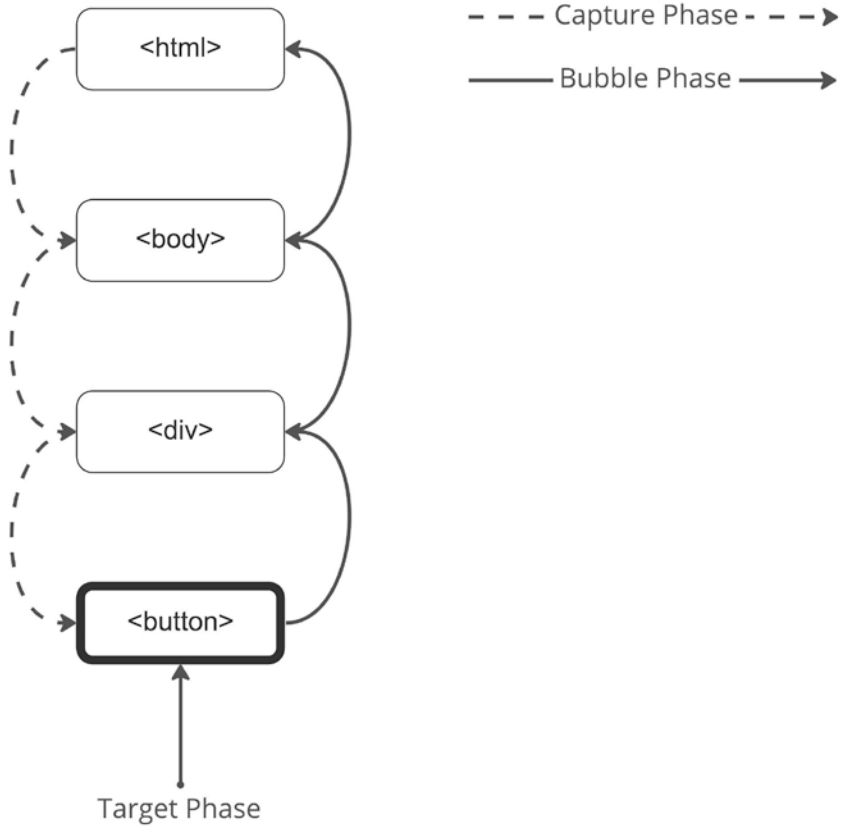 <html>
Capture Phase
Bubble Phase
<body>
<div>
<button>
Target Phase